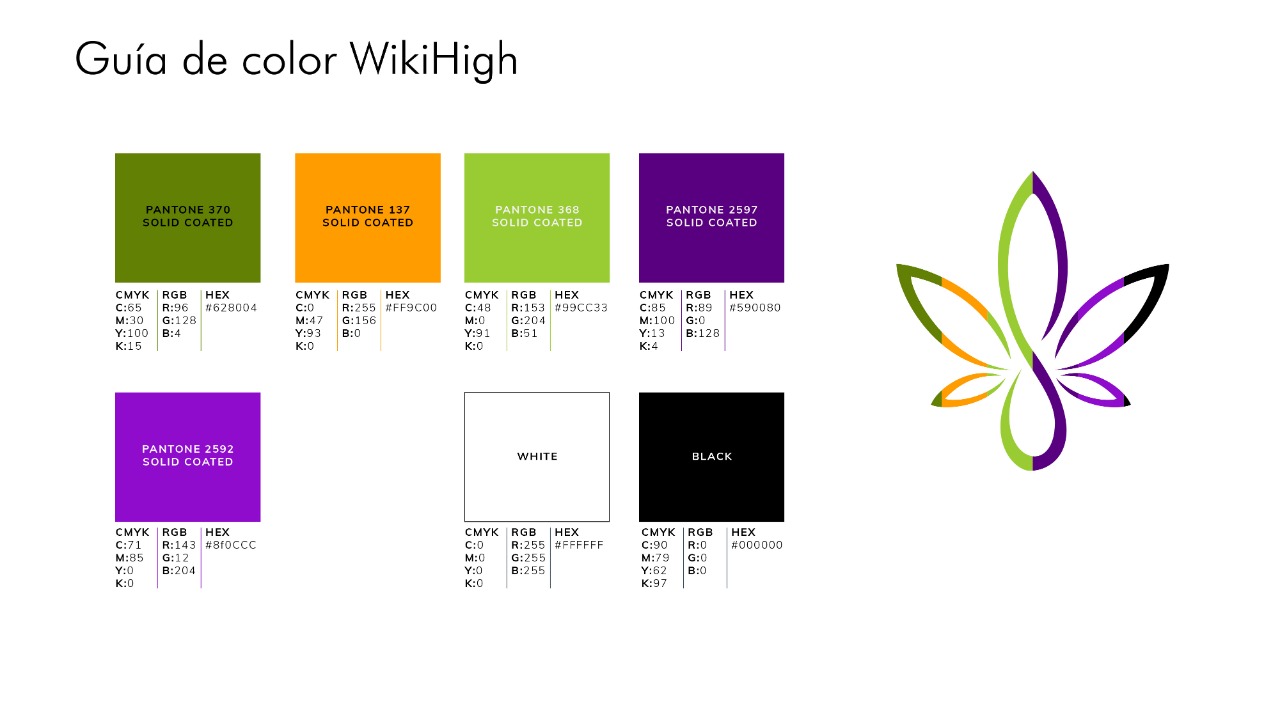 Guía de color WikiHigh
PANTONE 370
SOLID COATED
CMYK RGB HEX
C:65 R:96 #628004
M:30 G:128
Y:100 B:4
K:15
PANTONE 137
SOLID COATED
CMYK RGB HEX
C:0 R:255 #FF9C00
M:47 G:156
Y:93 B:0
K:0
PANTONE 368
SOLID COATED
CMYK RGB HEX
C:48 R:153 #99CC33
M:0 G:204
Y:91 B:51
K:0
PANTONE 2597
SOLID COATED
CMYK RGB HEX
C:85 R:89 #590080
M:100 G:0
Y:13 B:128
K:4
PANTONE 2592
SOLID COATED
CMYK RGB HEX
C:71 R:143 #8f0CCC
M:85 G:12
Y:0 B:204
K:0
WHITE
CMYK RGB HEX
C:0 R:255 #FFFFFF
M:0 G:255
Y:0 B:255
K:0
BLACK
CMYK RGB HEX
C:90 R:0 #000000
M:79 G:0
Y:62 B:0
K:97